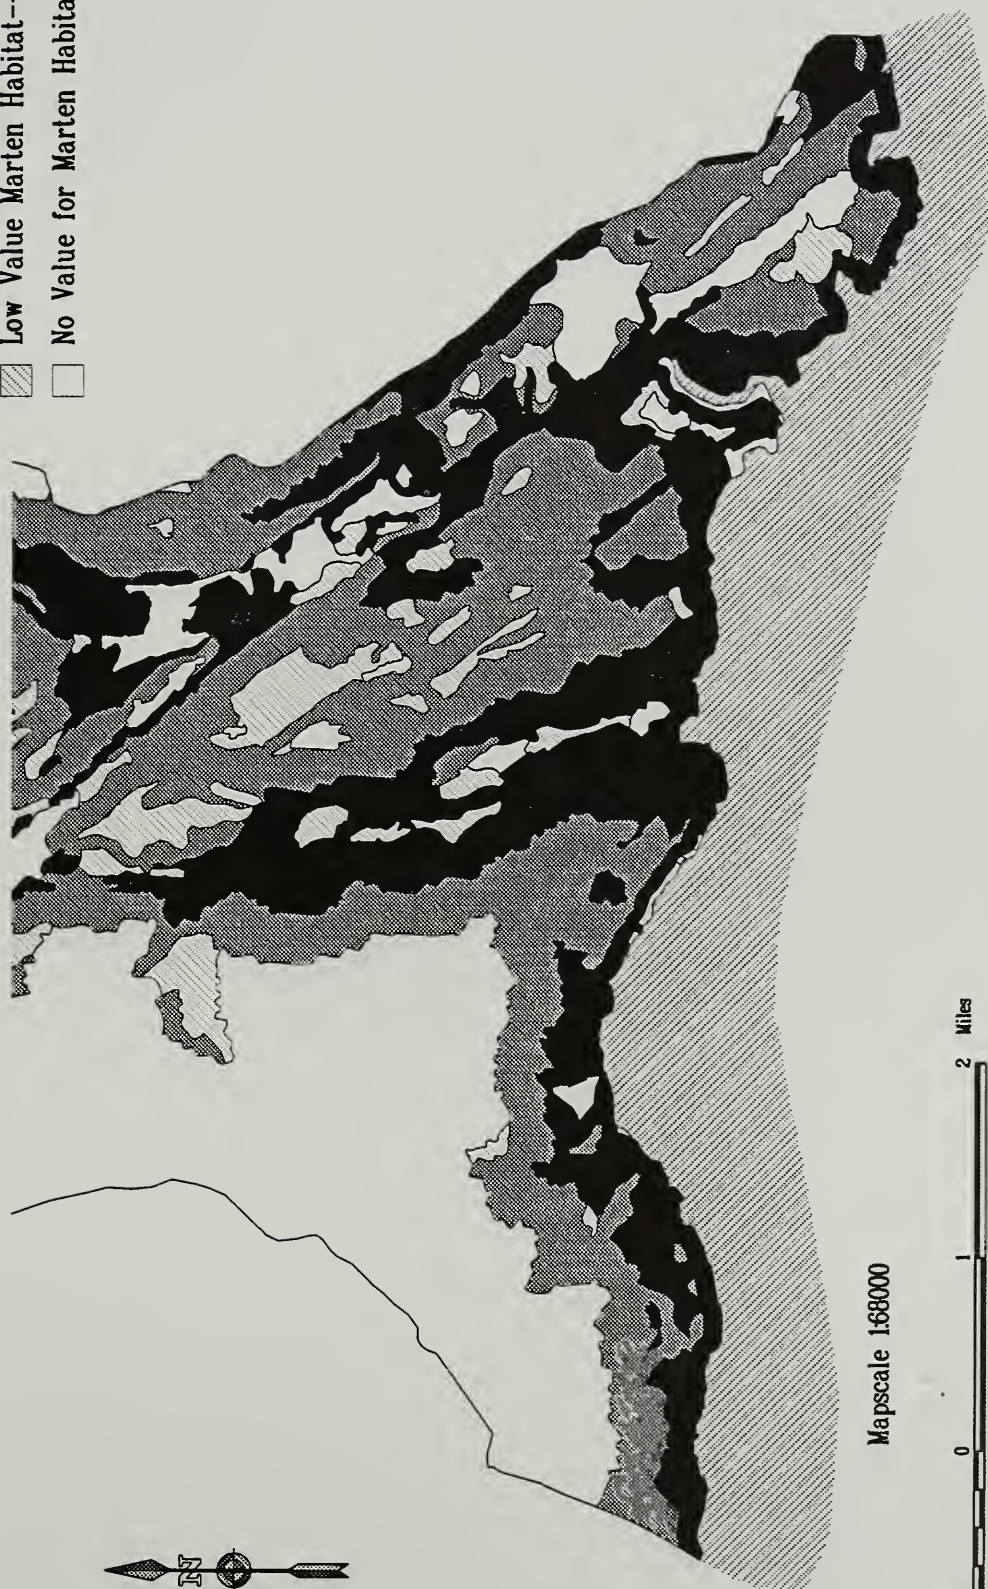 Low Value Marten Habitat--
No Value for Marten Habita
N
Mapscale 1:68000
0 1 2 Miles